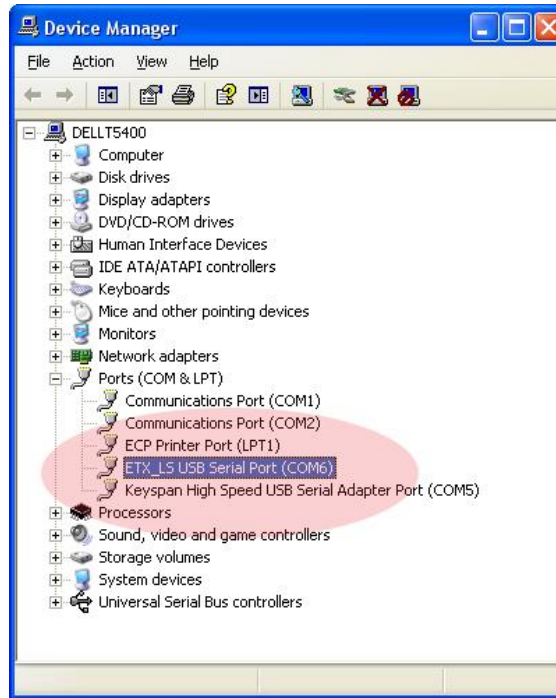 Device Manager
File Action View Help
DELLT5400
Computer
Disk drives
Display adapters
DVD/CD-ROM drives
Human Interface Devices
IDE ATA/ATAPI controllers
Keyboards
Mice and other pointing devices
Monitors
Network adapters
Ports (COM & LPT)
Communications Port (COM1)
Communications Port (COM2)
ECP Printer Port (LPT1)
ETX_LS USB Serial Port (COM6)
Keyspan High Speed USB Serial Adapter Port (COM5)
Processors
Sound, video and game controllers
Storage volumes
System devices
Universal Serial Bus controllers